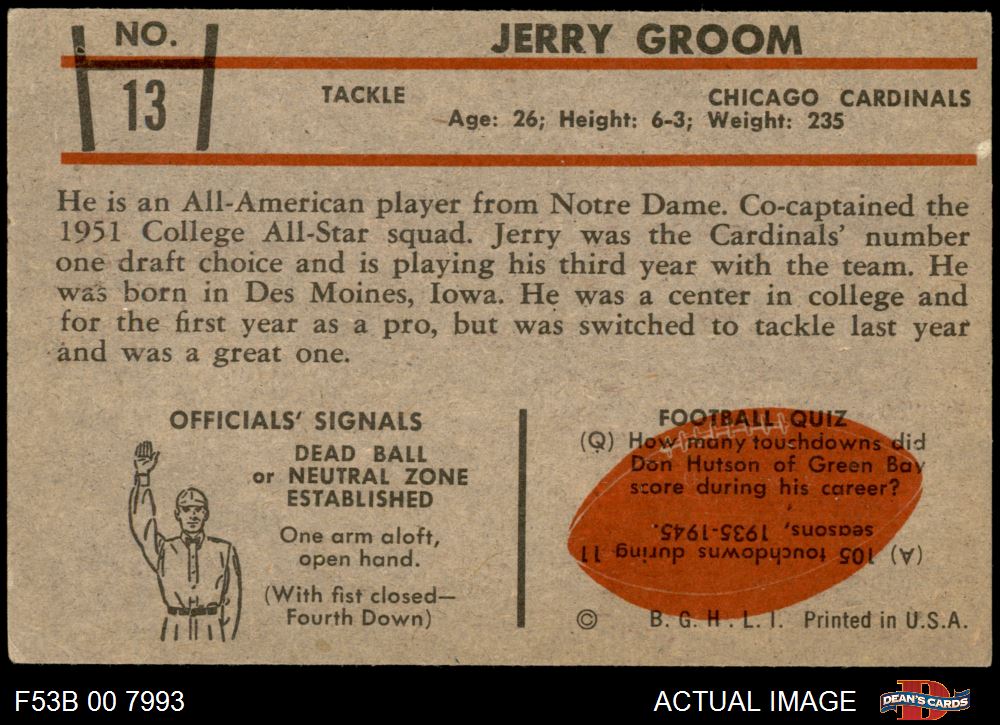 NO.
13
JERRY GROOM
TACKLE
CHICAGO CARDINALS
Age: 26; Height: 6-3; Weight: 235
He is an All-American player from Notre Dame. Co-captained the
1951 College All-Star squad. Jerry was the Cardinals' number
one draft choice and is playing his third year with the team. He
was born in Des Moines, Iowa. He was a center in college and
for the first year as a pro, but was switched to tackle last year
and was a great one.
OFFICIALS' SIGNALS
DEAD BALL
or NEUTRAL ZONE
ESTABLISHED
One arm aloft,
open hand.
(With fist closed—
Fourth Down)
FOOTBALL QUIZ
(Q) How many touchdowns did
Don Hutson of Green Bay
score during his career?
(A) 105 touchdowns during 11
seasons, 1935-1945.
© B. G. H. L. I. Printed in U.S.A.
F53B 00 7993
ACTUAL IMAGE
D
DEAN'S CARDS